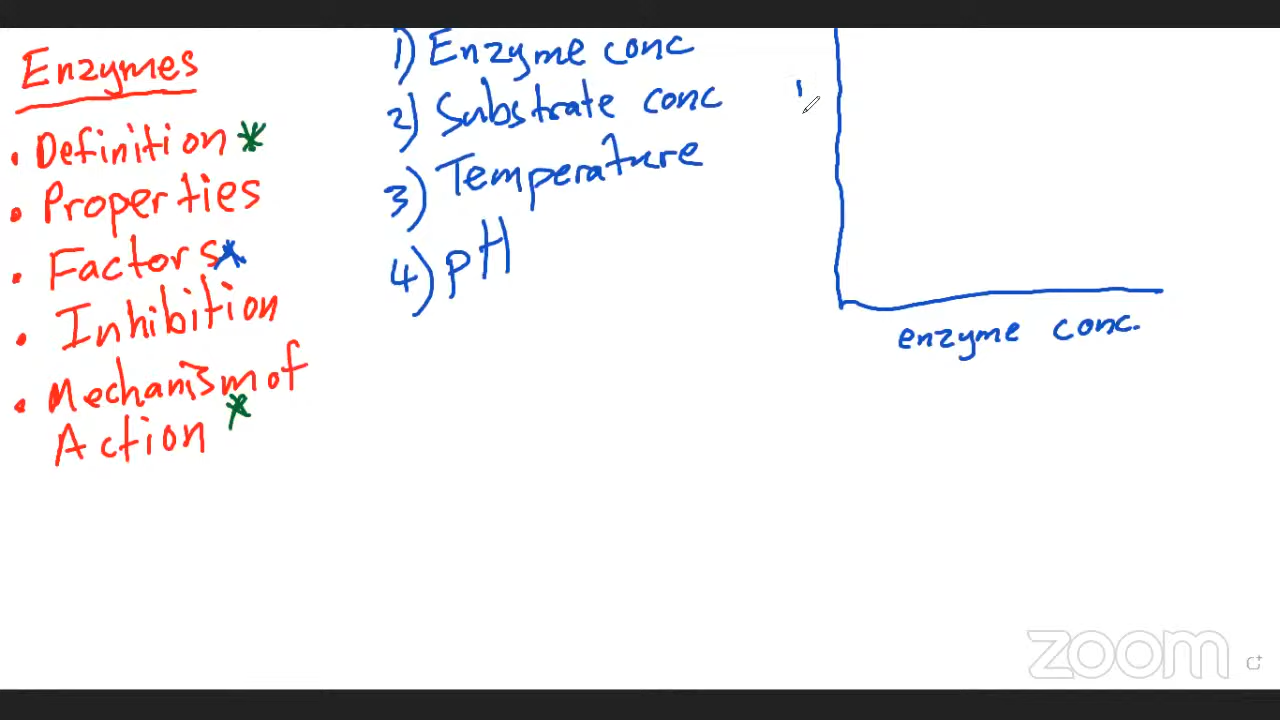 Enzymes
• Definition *
• Properties
• Factors *
• Inhibition
• Mechanism of
Action *
1) Enzyme conc
2) Substrate conc
3) Temperature
4) pH
enzyme conc.
zoom